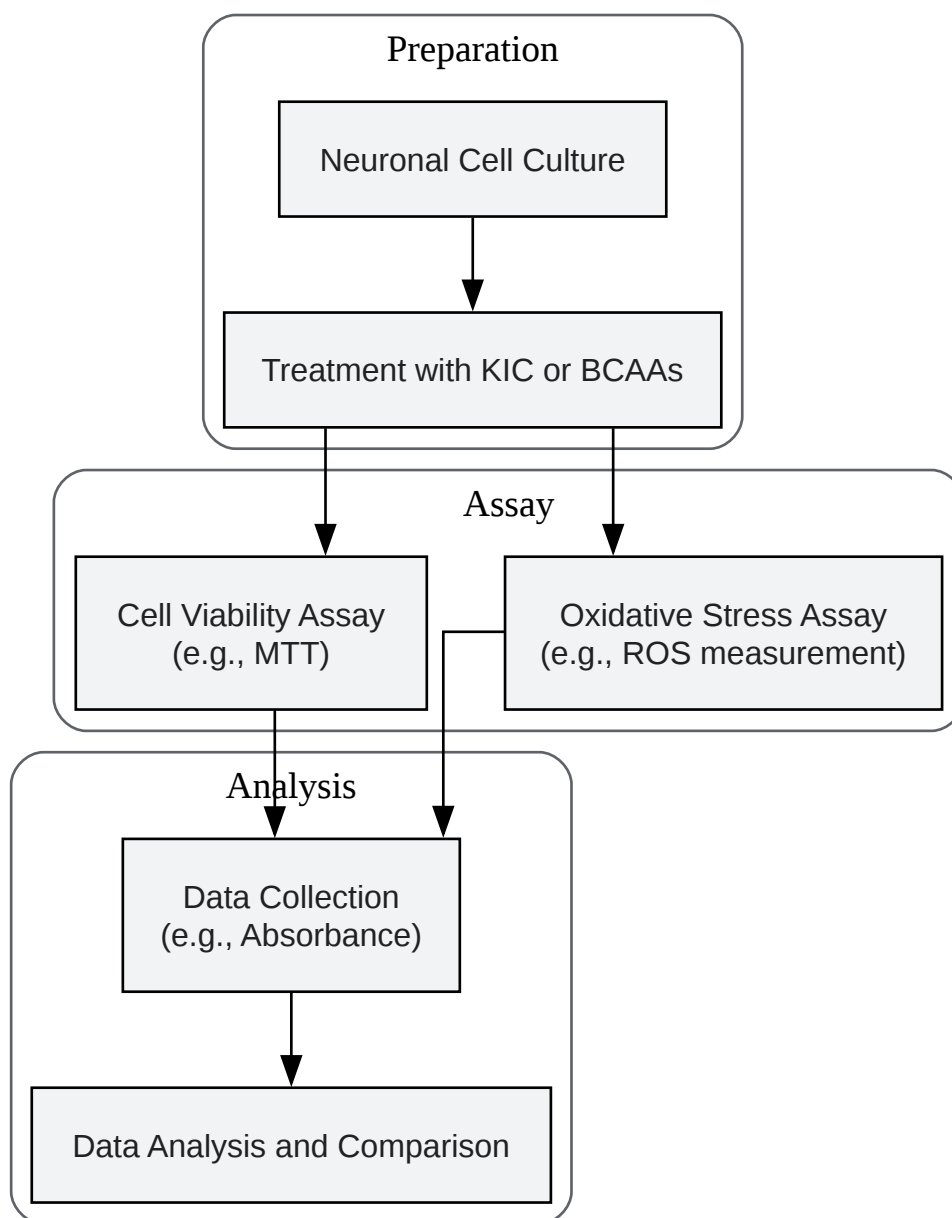 Preparation
Neuronal Cell Culture
Treatment with KIC or BCAAs
Assay
Cell Viability Assay
(e.g., MTT)
Oxidative Stress Assay
(e.g., ROS measurement)
Analysis
Data Collection
(e.g., Absorbance)
Data Analysis and Comparison